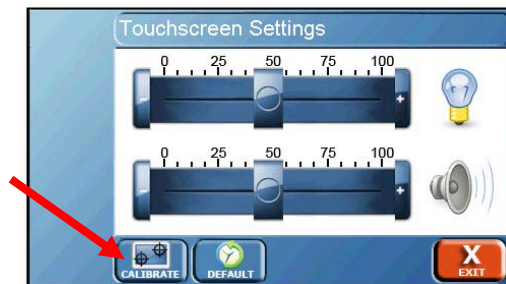 Touchscreen Settings
0 25 50 75 100
- +
0 25 50 75 100
- +
CALIBRATE DEFAULT X EXIT